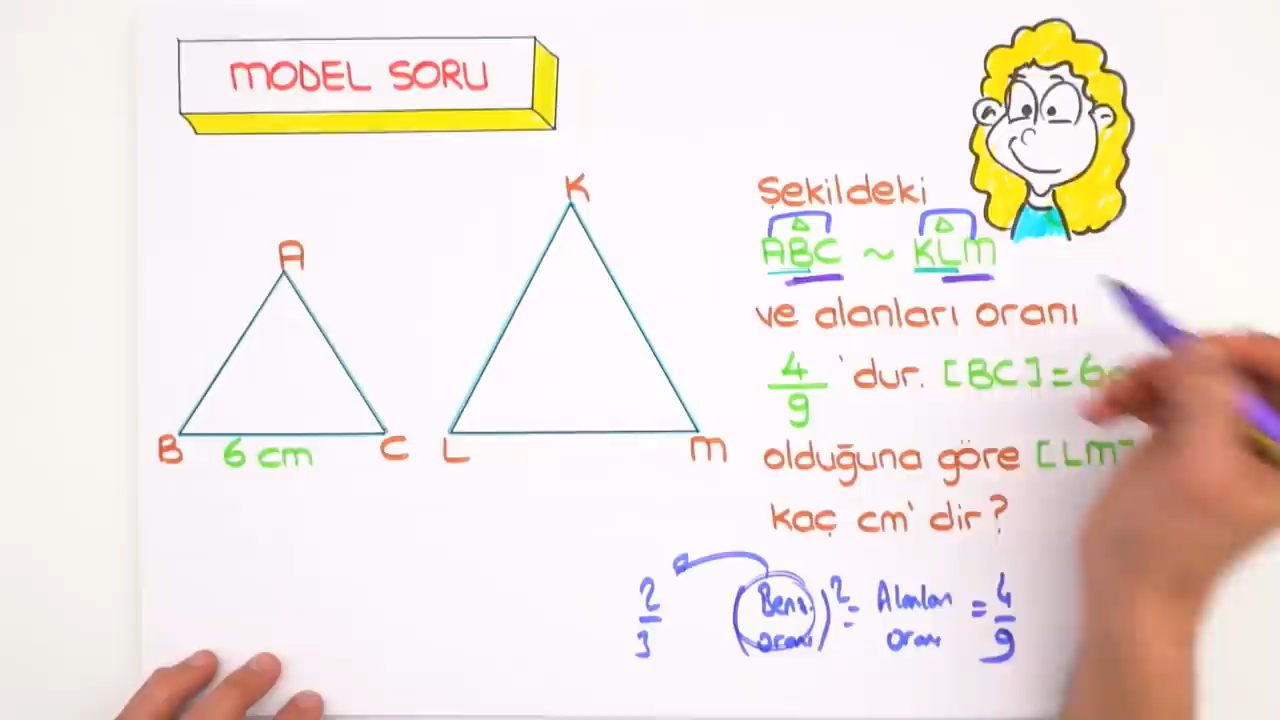 MODEL SORU
A
B
6 cm
C
K
L
M
Şekildeki
ABC ~ KLM
ve alanları oranı
4/9 'dur. [BC]=6
olduğuna göre [LM
kaç cm' dir?
2/3 (Benz. oranı)² = Alanları oranı = 4/9